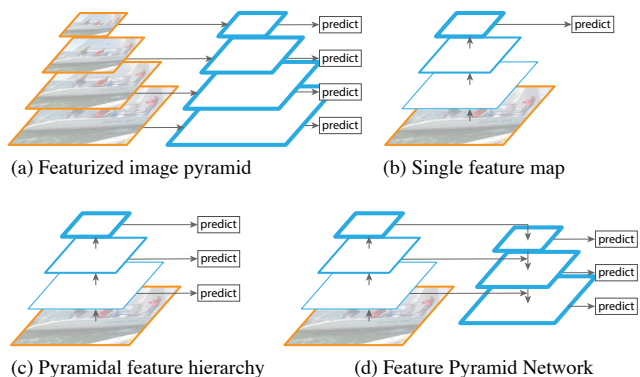 predict
predict
predict
predict
(a) Featurized image pyramid
predict
(b) Single feature map
predict
predict
predict
(c) Pyramidal feature hierarchy
predict
predict
predict
(d) Feature Pyramid Network